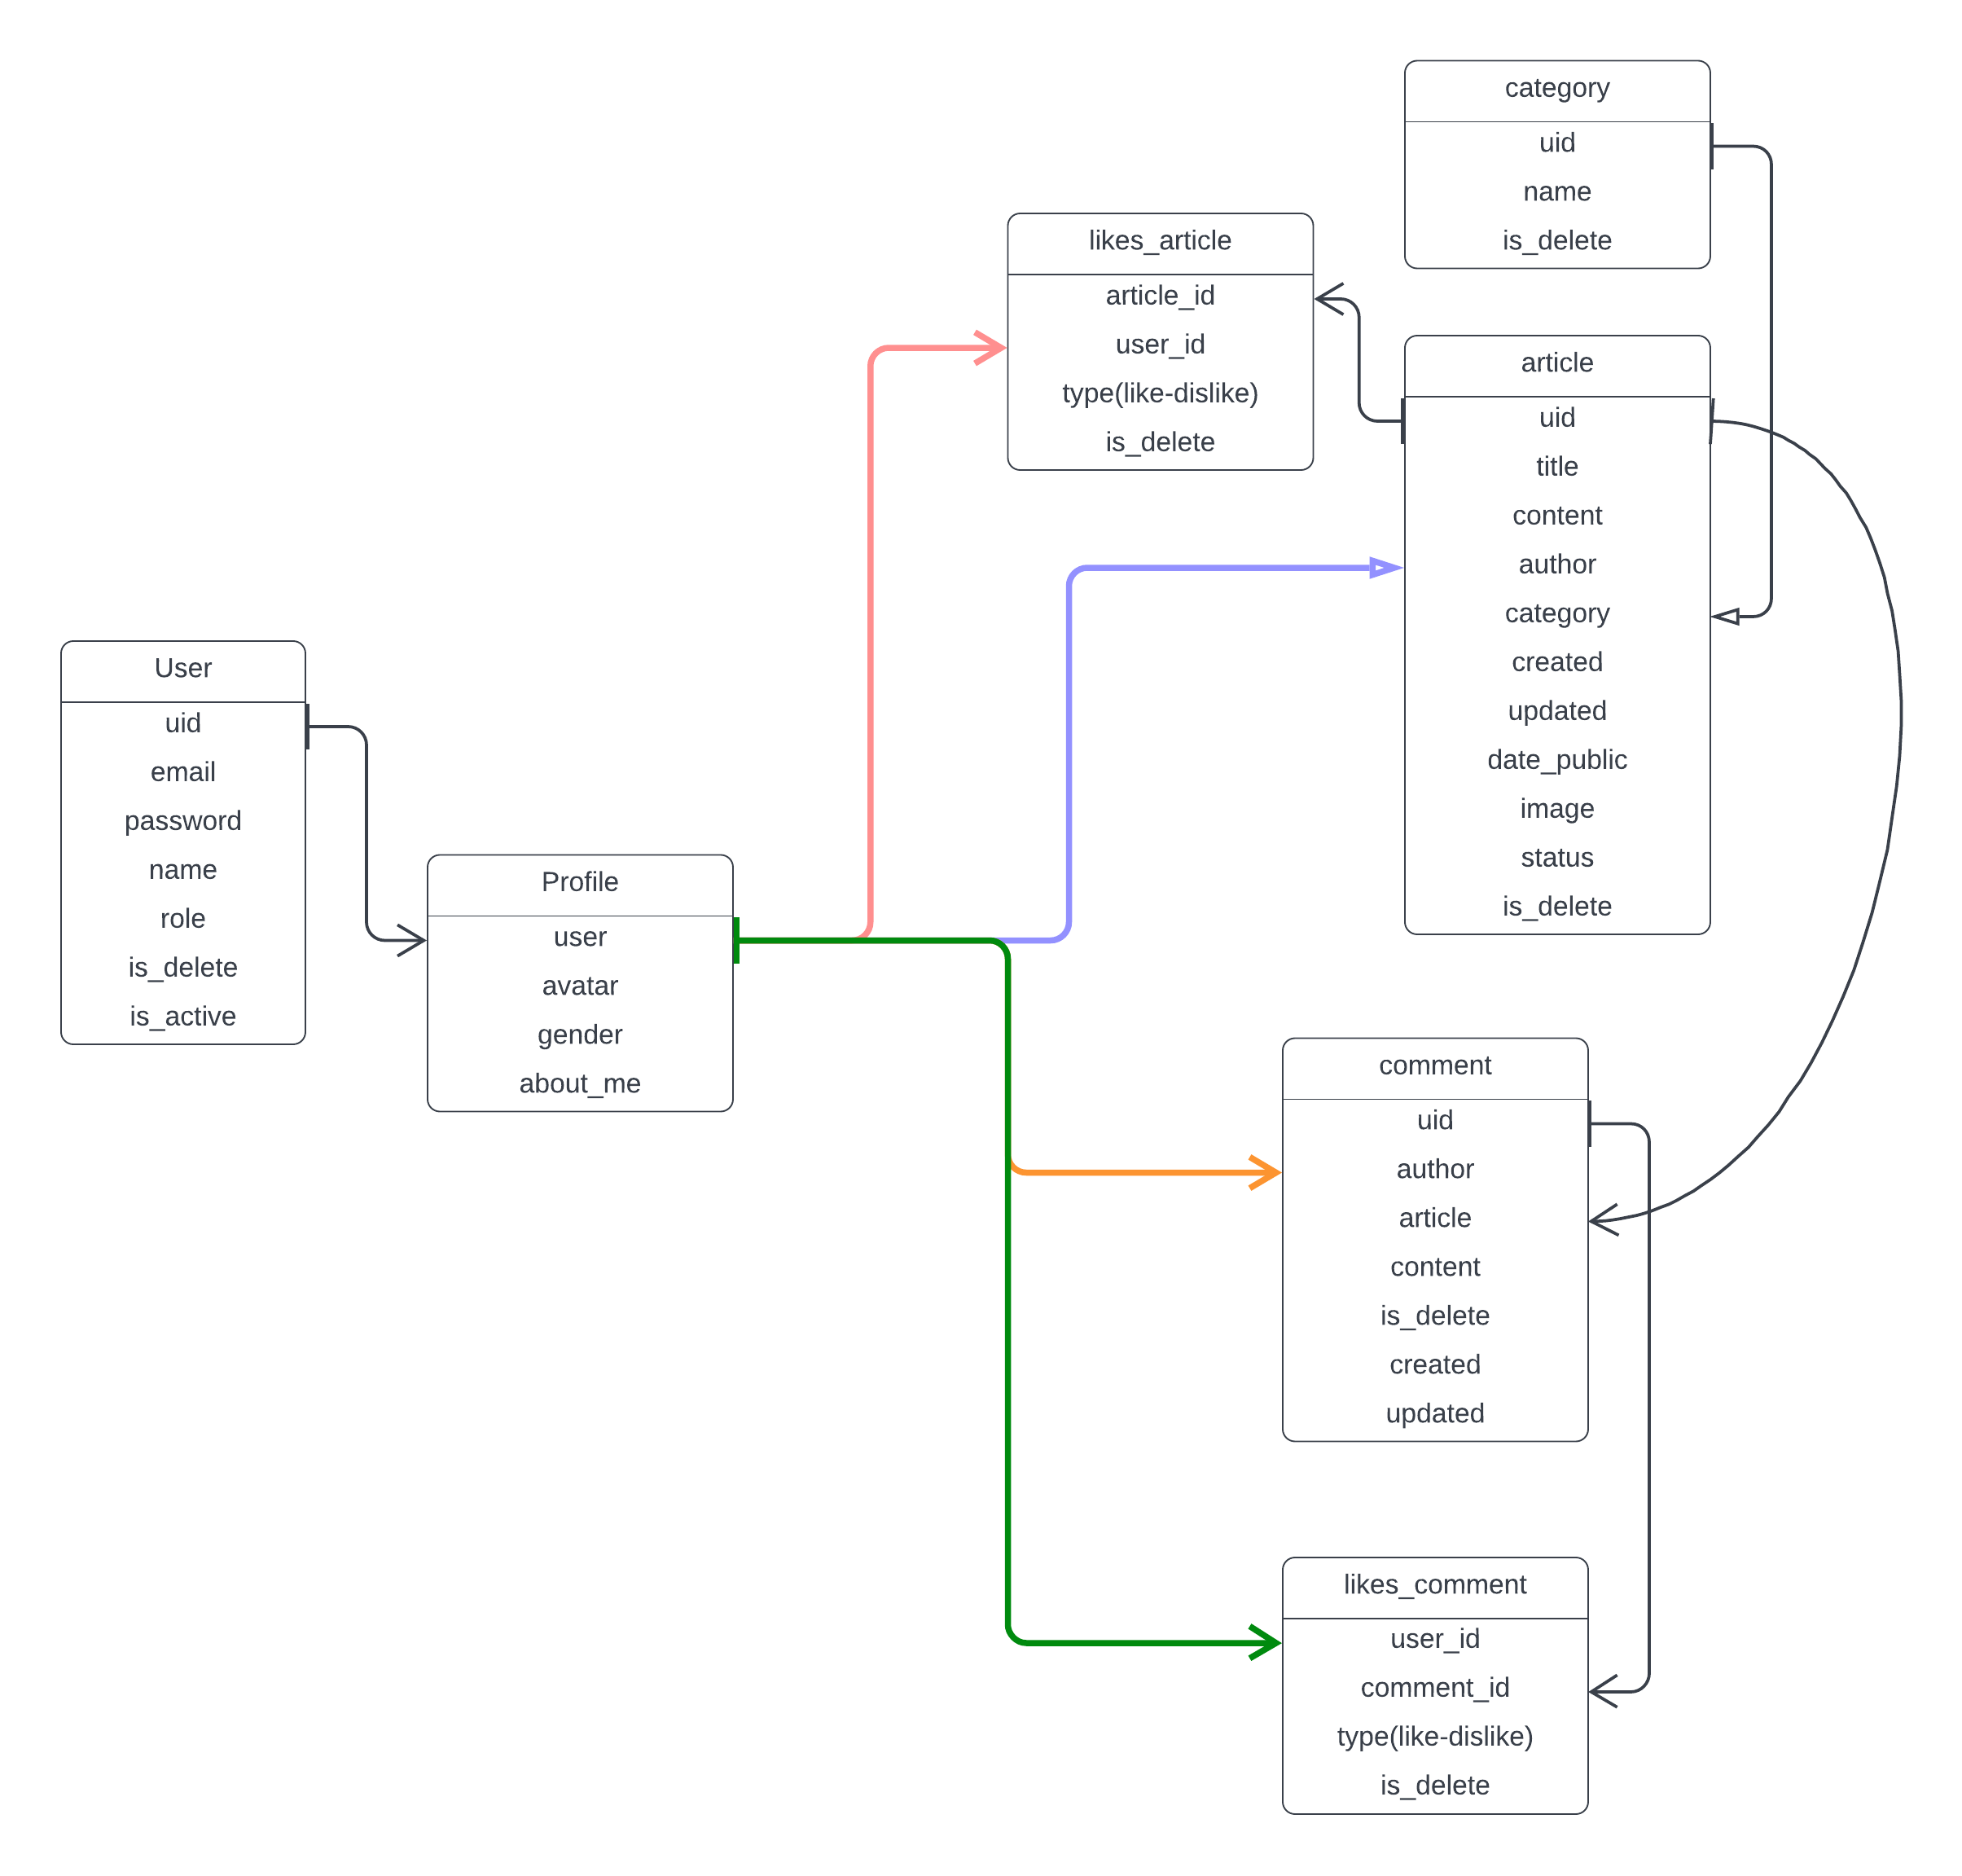 User
uid
email
password
name
role
is_delete
is_active
Profile
user
avatar
gender
about_me
likes_article
article_id
user_id
type(like-dislike)
is_delete
category
uid
name
is_delete
article
uid
title
content
author
category
created
updated
date_public
image
status
is_delete
comment
uid
author
article
content
is_delete
created
updated
likes_comment
user_id
comment_id
type(like-dislike)
is_delete